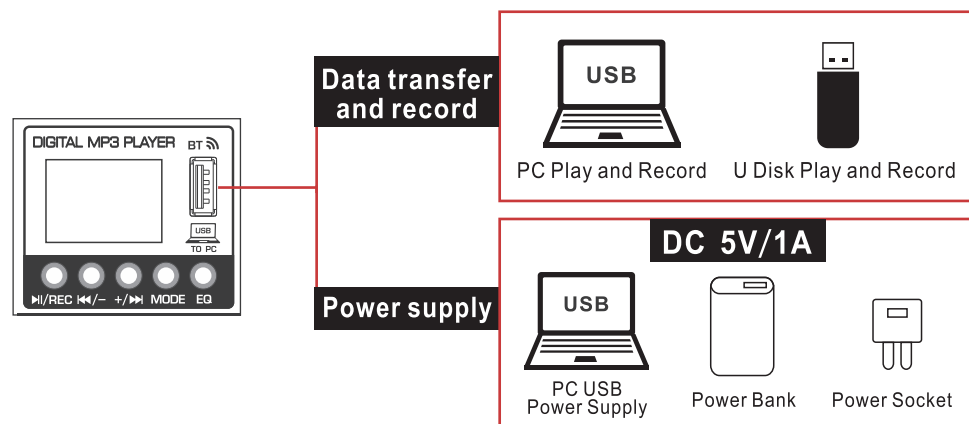 DIGITAL MP3 PLAYER
BT
USB
TO PC
⏯/REC ⏮/− +/⏭ MODE EQ
Data transfer
and record
USB
PC Play and Record
U Disk Play and Record
Power supply
DC 5V/1A
USB
PC USB
Power Supply
Power Bank
Power Socket